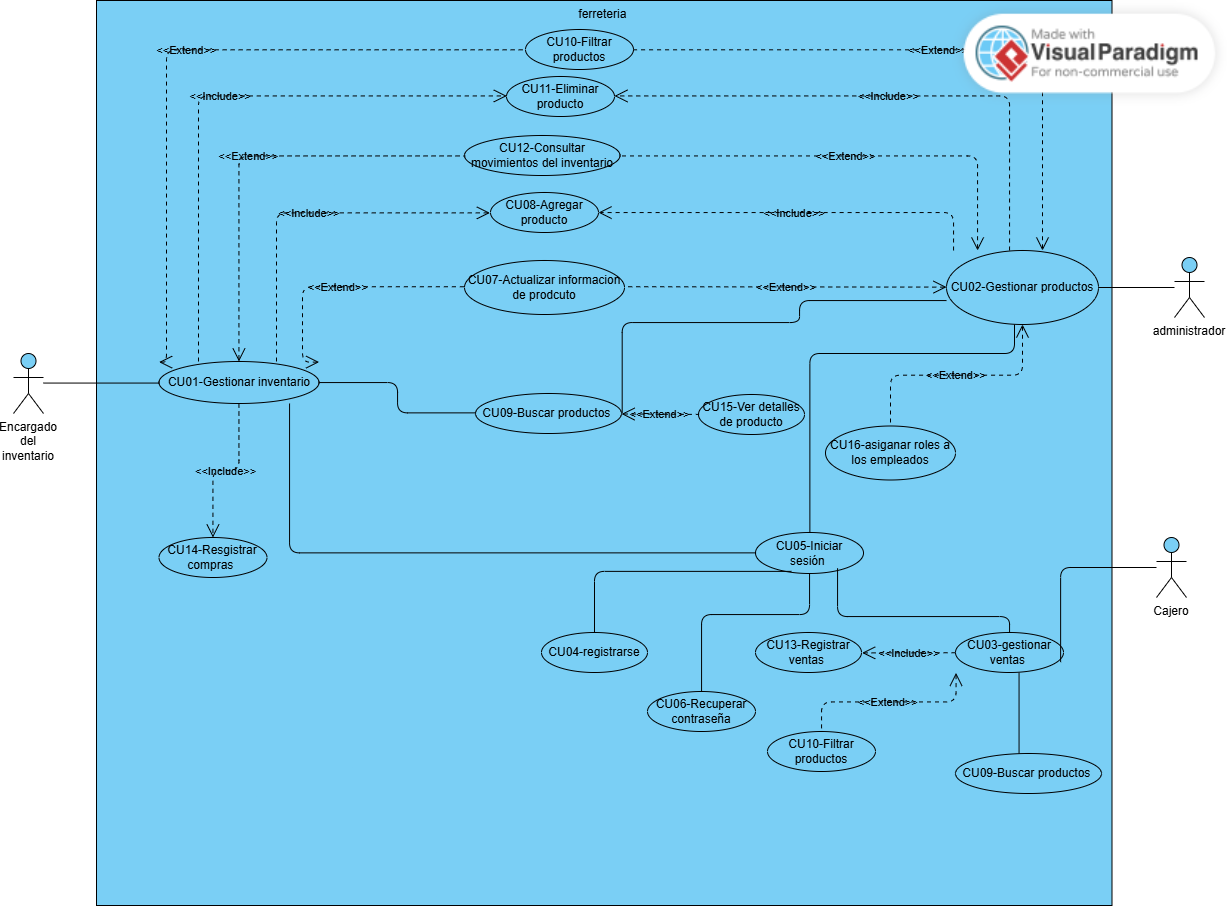 ferreteria
Made with
Visual Paradigm
For non-commercial use
<<Extend>>
CU10-Filtrar
productos
<<Extend>>
<<Include>>
CU11-Eliminar
producto
<<Include>>
<<Extend>>
CU12-Consultar
movimientos del inventario
<<Extend>>
<<Include>>
CU08-Agregar
producto
<<Include>>
<<Extend>>
CU07-Actualizar informacion
de prodcuto
<<Extend>>
CU02-Gestionar productos
administrador
CU01-Gestionar inventario
Encargado
del
inventario
<<Extend>>
CU09-Buscar productos
<<Extend>>
CU15-Ver detalles
de producto
CU16-asiganar roles a
los empleados
<<Include>>
CU14-Resgistrar
compras
CU05-Iniciar
sesión
Cajero
CU04-registrarse
CU13-Registrar
ventas
<<Include>>
CU03-gestionar
ventas
CU06-Recuperar
contraseña
<<Extend>>
CU10-Filtrar
productos
CU09-Buscar productos